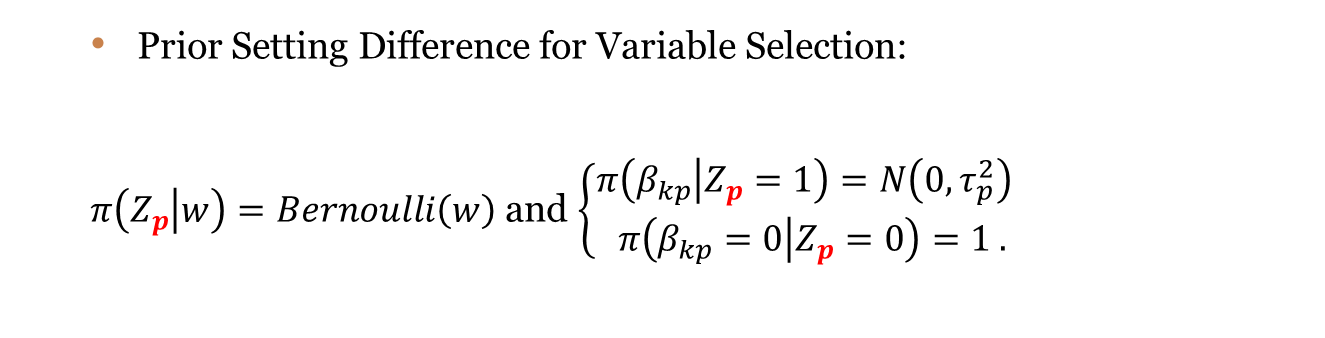 • Prior Setting Difference for Variable Selection:
π(Z_p|w) = Bernoulli(w) and { π(β_kp|Z_p = 1) = N(0, τ_p^2)
π(β_kp = 0|Z_p = 0) = 1 .